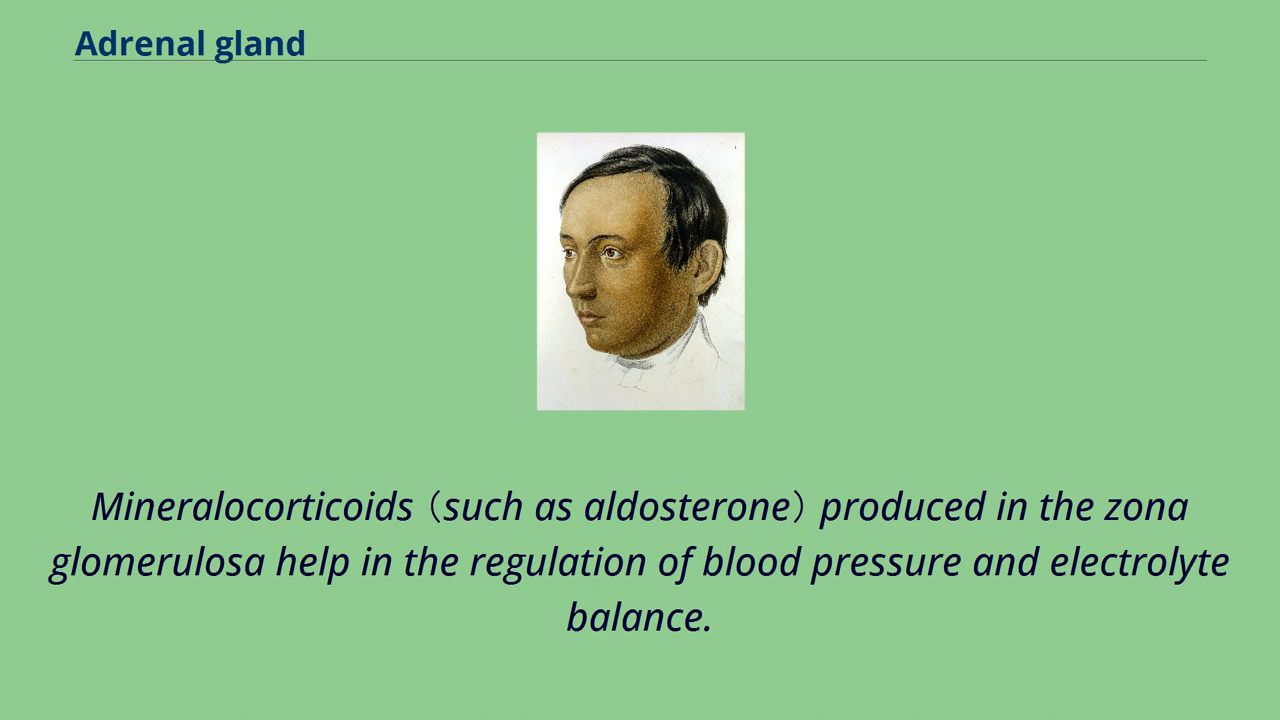 Adrenal gland
Mineralocorticoids（such as aldosterone）produced in the zona
glomerulosa help in the regulation of blood pressure and electrolyte
balance.